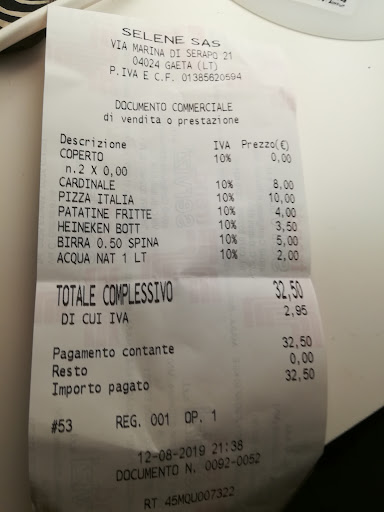 SELENE SAS
VIA MARINA DI SERAPO 21
04024 GAETA (LT)
P.IVA E C.F. 01385620594
DOCUMENTO COMMERCIALE
di vendita o prestazione
Descrizione IVA Prezzo(€)
COPERTO 10% 0,00
n.2 X 0,00
CARDINALE 10% 8,00
PIZZA ITALIA 10% 10,00
PATATINE FRITTE 10% 4,00
HEINEKEN BOTT 10% 3,50
BIRRA 0.50 SPINA 10% 5,00
ACQUA NAT 1 LT 10% 2,00
TOTALE COMPLESSIVO 32,50
DI CUI IVA 2,95
Pagamento contante 32,50
Resto 0,00
Importo pagato 32,50
#53 REG. 001 OP. 1
12-08-2019 21:38
DOCUMENTO N. 0092-0052
RT 45MQU007322